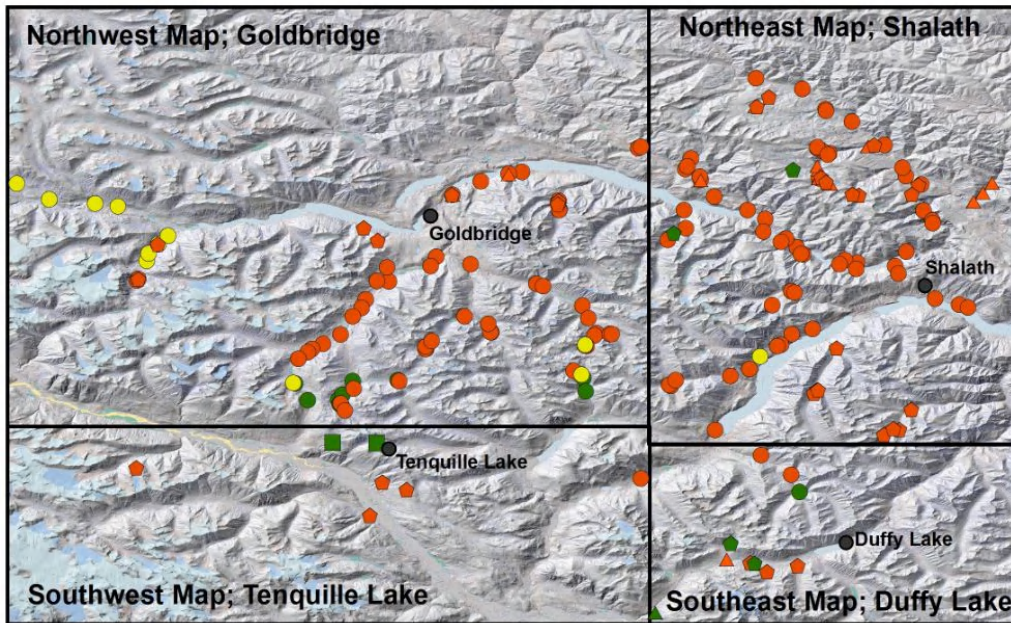 Northwest Map; Goldbridge
Northeast Map; Shalath
Goldbridge
Shalath
Tenquille Lake
Duffy Lake
Southwest Map; Tenquille Lake
Southeast Map; Duffy Lake